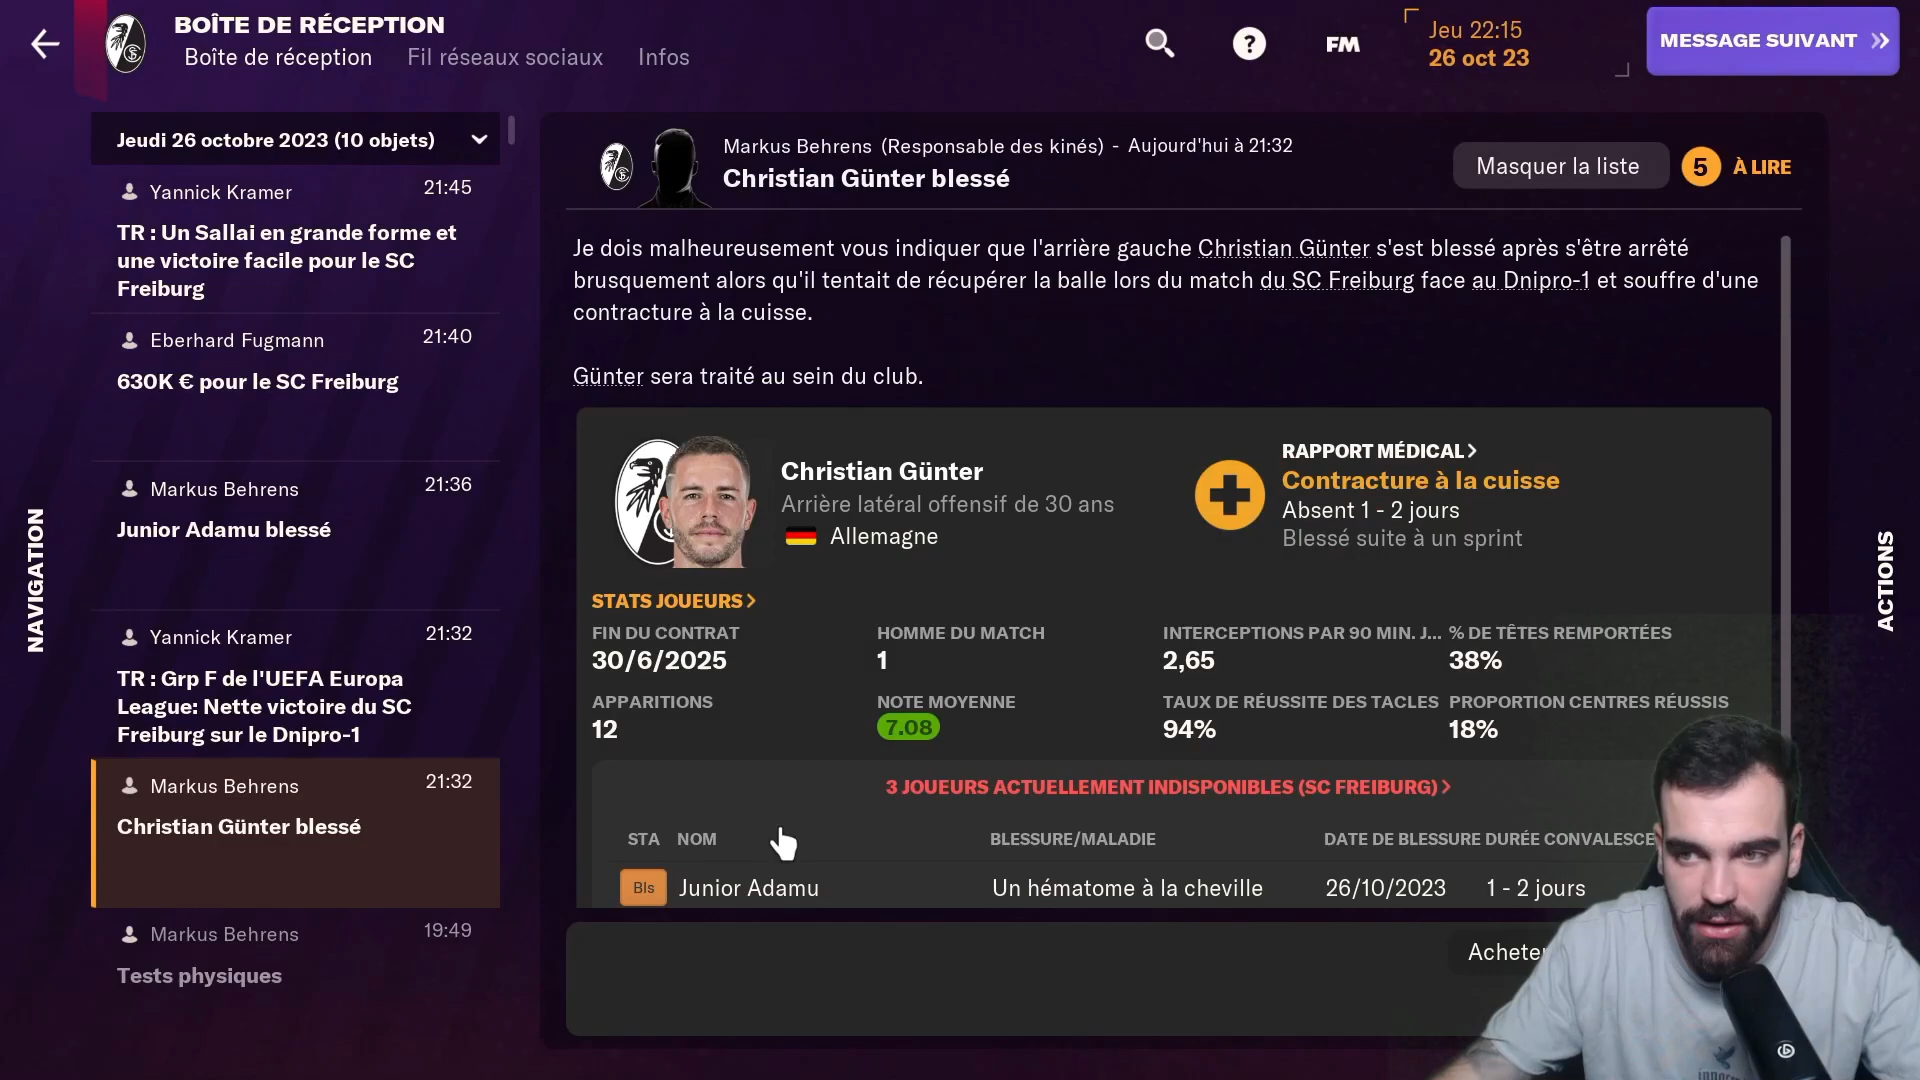 BOÎTE DE RÉCEPTION
Boîte de réception Fil réseaux sociaux Infos
?
FM
Jeu 22:15
26 oct 23
MESSAGE SUIVANT
NAVIGATION
Jeudi 26 octobre 2023 (10 objets)
Yannick Kramer 21:45
TR : Un Sallai en grande forme et
une victoire facile pour le SC
Freiburg
Eberhard Fugmann 21:40
630K € pour le SC Freiburg
Markus Behrens 21:36
Junior Adamu blessé
Yannick Kramer 21:32
TR : Grp F de l'UEFA Europa
League: Nette victoire du SC
Freiburg sur le Dnipro-1
Markus Behrens 21:32
Christian Günter blessé
Markus Behrens 19:49
Tests physiques
Markus Behrens (Responsable des kinés) - Aujourd'hui à 21:32
Christian Günter blessé
Masquer la liste
5 À LIRE
Je dois malheureusement vous indiquer que l'arrière gauche Christian Günter s'est blessé après s'être arrêté
brusquement alors qu'il tentait de récupérer la balle lors du match du SC Freiburg face au Dnipro-1 et souffre d'une
contracture à la cuisse.
Günter sera traité au sein du club.
Christian Günter
Arrière latéral offensif de 30 ans
Allemagne
RAPPORT MÉDICAL
Contracture à la cuisse
Absent 1 - 2 jours
Blessé suite à un sprint
STATS JOUEURS
FIN DU CONTRAT HOMME DU MATCH INTERCEPTIONS PAR 90 MIN. J... % DE TÊTES REMPORTÉES
30/6/2025 1 2,65 38%
APPARITIONS NOTE MOYENNE TAUX DE RÉUSSITE DES TACLES PROPORTION CENTRES RÉUSSIS
12 7.08 94% 18%
3 JOUEURS ACTUELLEMENT INDISPONIBLES (SC FREIBURG)
STA NOM BLESSURE/MALADIE DATE DE BLESSURE DURÉE CONVALESCE
Bls Junior Adamu Un hématome à la cheville 26/10/2023 1 - 2 jours
Acheter
ACTIONS